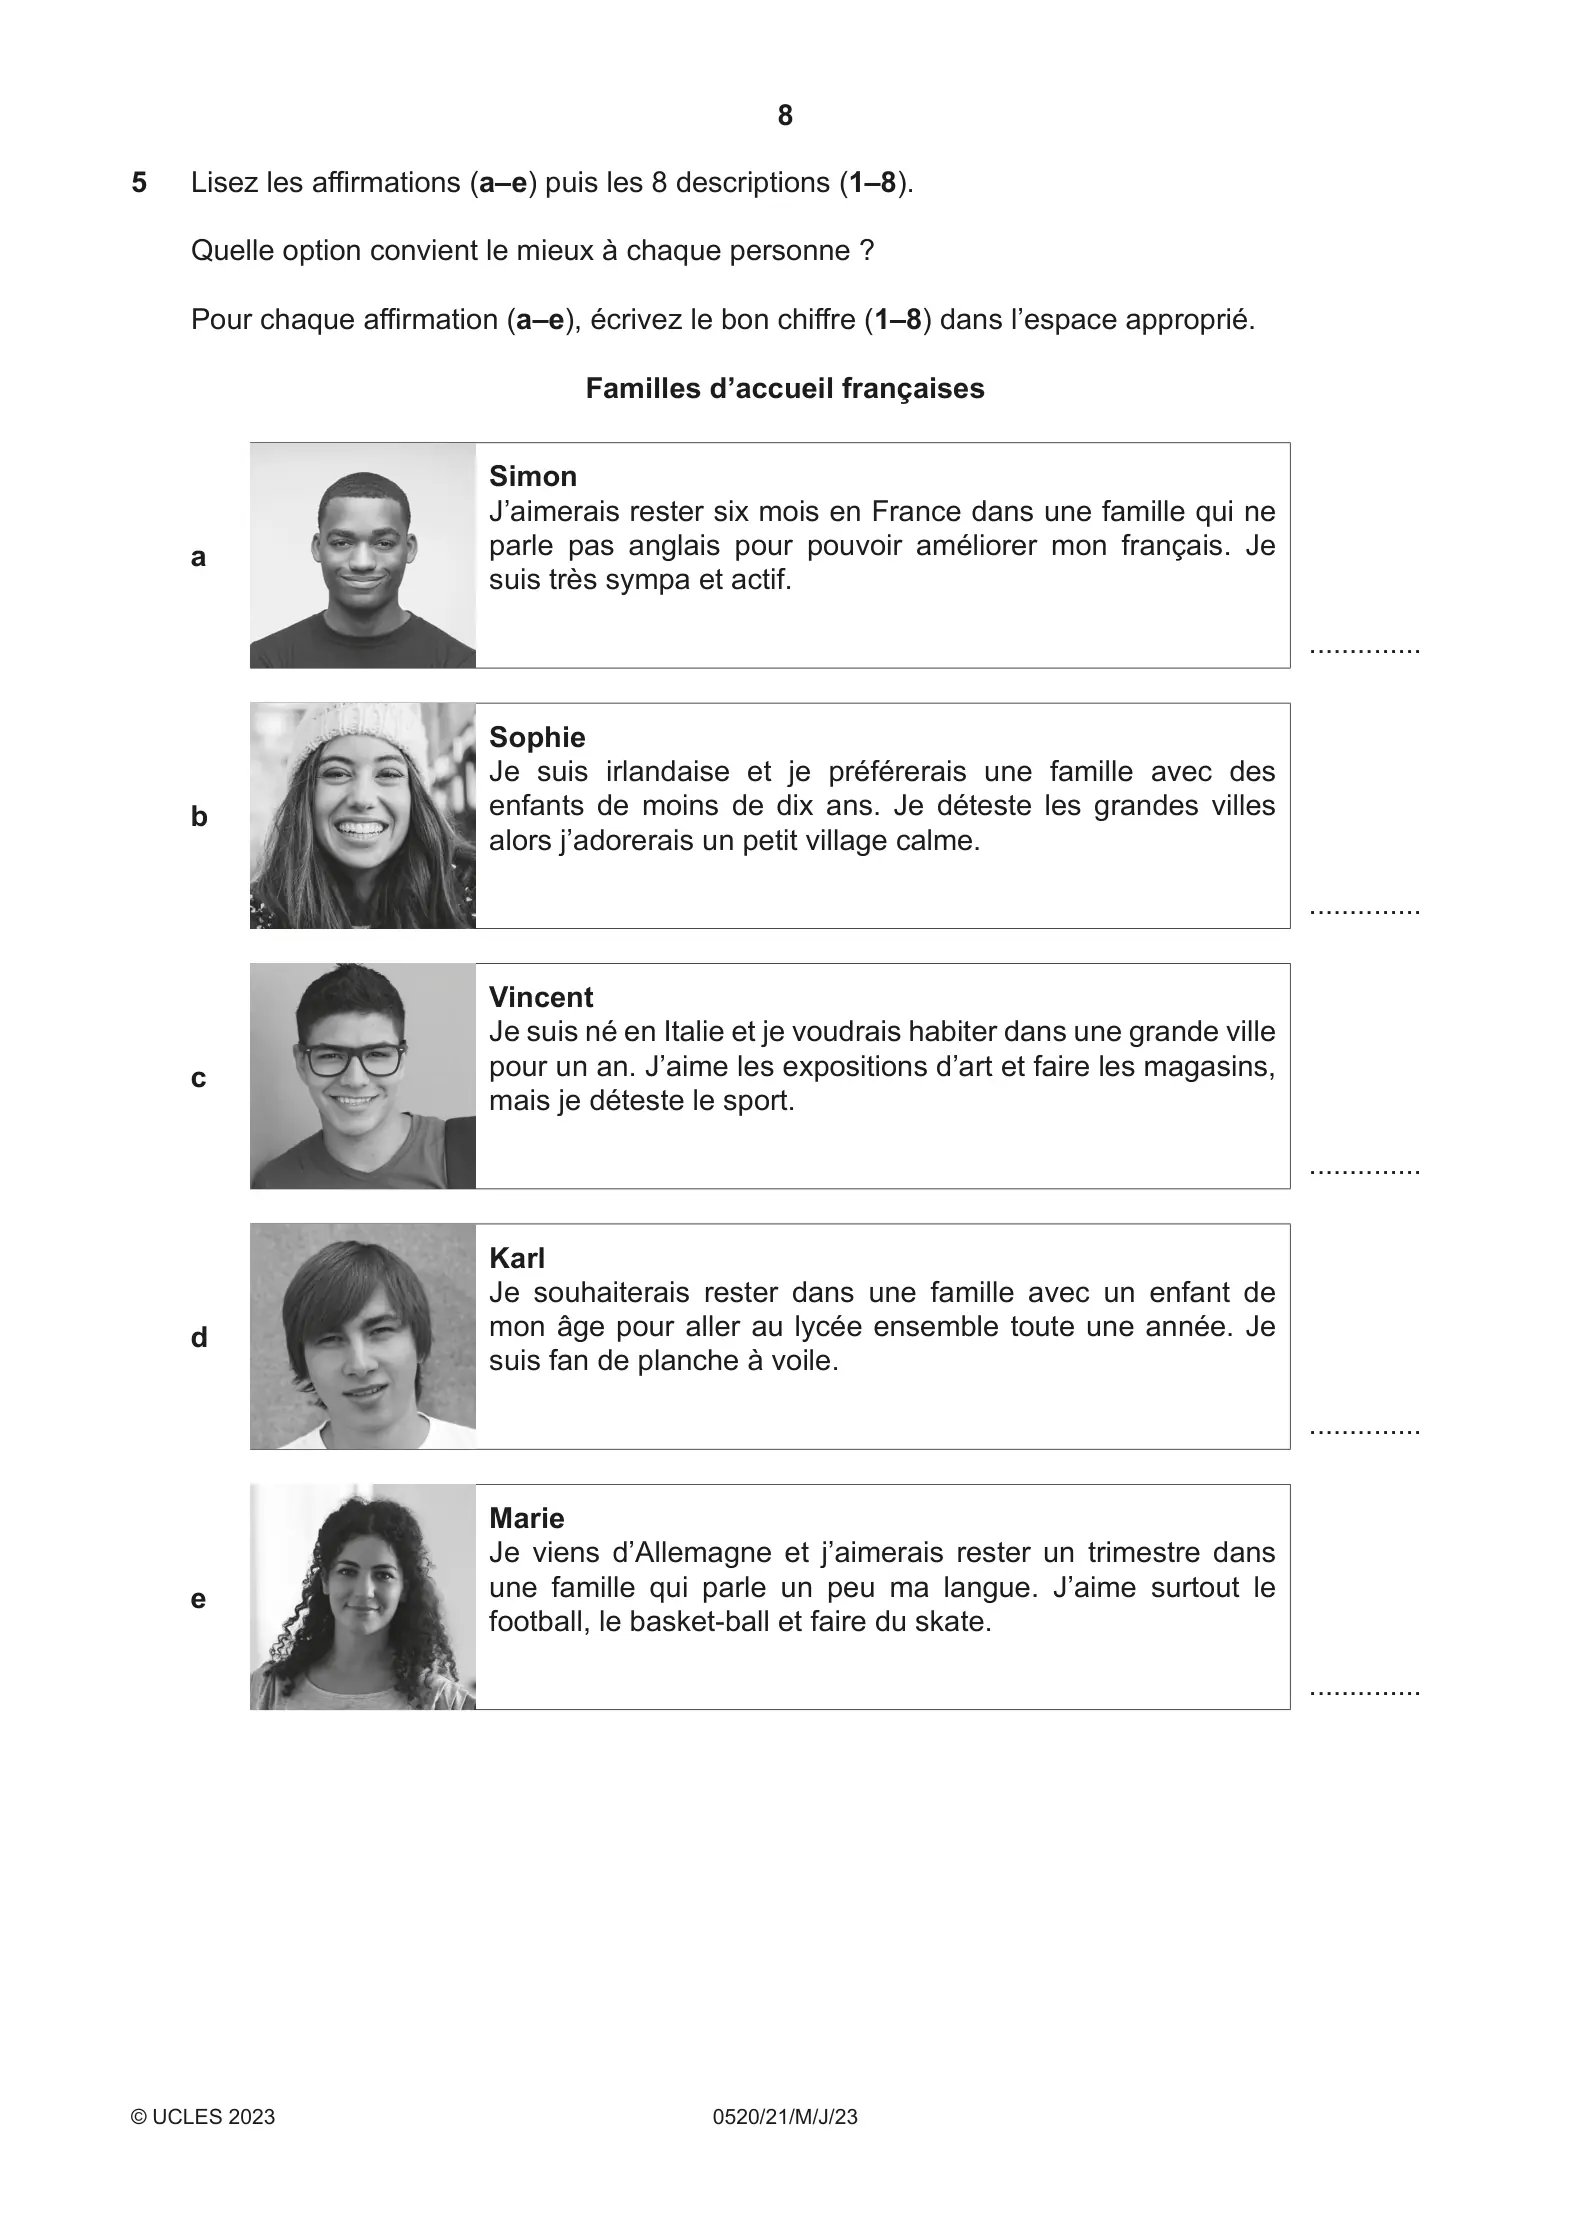 8
5 Lisez les affirmations (a–e) puis les 8 descriptions (1–8).
Quelle option convient le mieux à chaque personne ?
Pour chaque affirmation (a–e), écrivez le bon chiffre (1–8) dans l’espace approprié.
Familles d’accueil françaises
a
Simon
J’aimerais rester six mois en France dans une famille qui ne
parle pas anglais pour pouvoir améliorer mon français. Je
suis très sympa et actif.
..............
b
Sophie
Je suis irlandaise et je préférerais une famille avec des
enfants de moins de dix ans. Je déteste les grandes villes
alors j’adorerais un petit village calme.
..............
c
Vincent
Je suis né en Italie et je voudrais habiter dans une grande ville
pour un an. J’aime les expositions d’art et faire les magasins,
mais je déteste le sport.
..............
d
Karl
Je souhaiterais rester dans une famille avec un enfant de
mon âge pour aller au lycée ensemble toute une année. Je
suis fan de planche à voile.
..............
e
Marie
Je viens d’Allemagne et j’aimerais rester un trimestre dans
une famille qui parle un peu ma langue. J’aime surtout le
football, le basket-ball et faire du skate.
..............
© UCLES 2023 0520/21/M/J/23